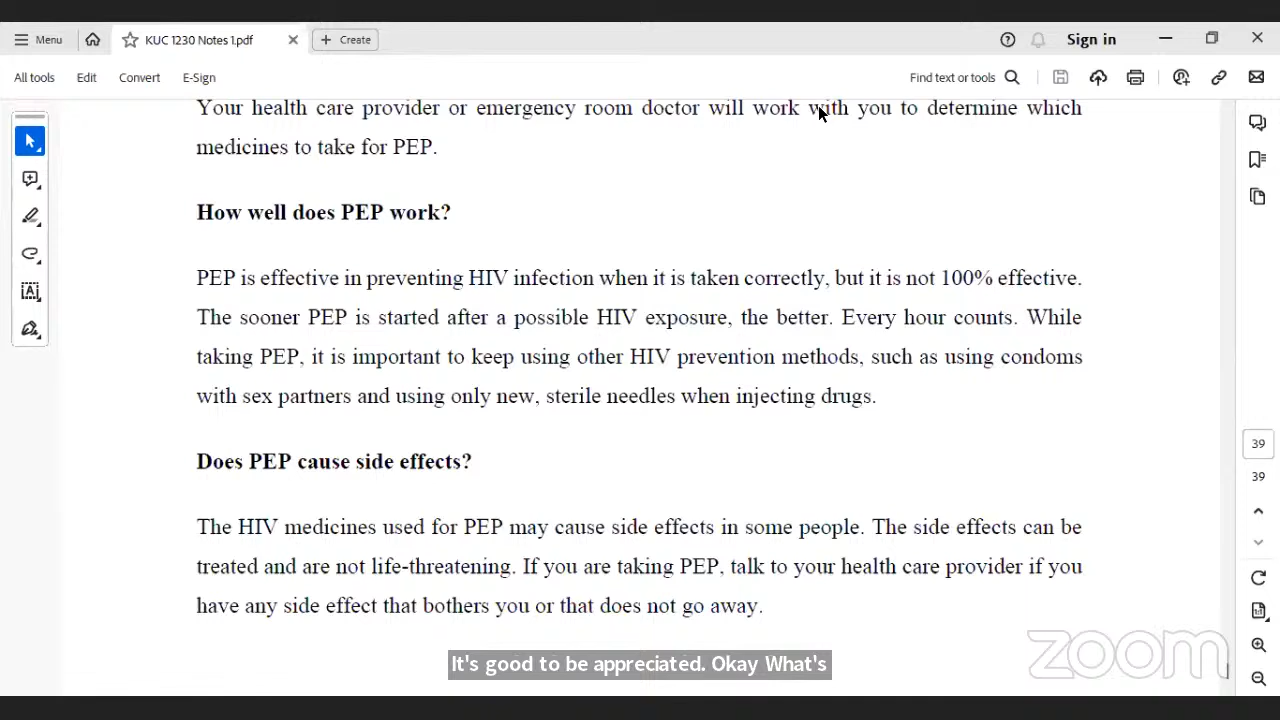 Menu
KUC 1230 Notes 1.pdf
Create
Sign in
All tools
Edit
Convert
E-Sign
Find text or tools
Your health care provider or emergency room doctor will work with you to determine which
medicines to take for PEP.
How well does PEP work?
PEP is effective in preventing HIV infection when it is taken correctly, but it is not 100% effective.
The sooner PEP is started after a possible HIV exposure, the better. Every hour counts. While
taking PEP, it is important to keep using other HIV prevention methods, such as using condoms
with sex partners and using only new, sterile needles when injecting drugs.
Does PEP cause side effects?
The HIV medicines used for PEP may cause side effects in some people. The side effects can be
treated and are not life-threatening. If you are taking PEP, talk to your health care provider if you
have any side effect that bothers you or that does not go away.
39
39
It's good to be appreciated. Okay What's
zoom